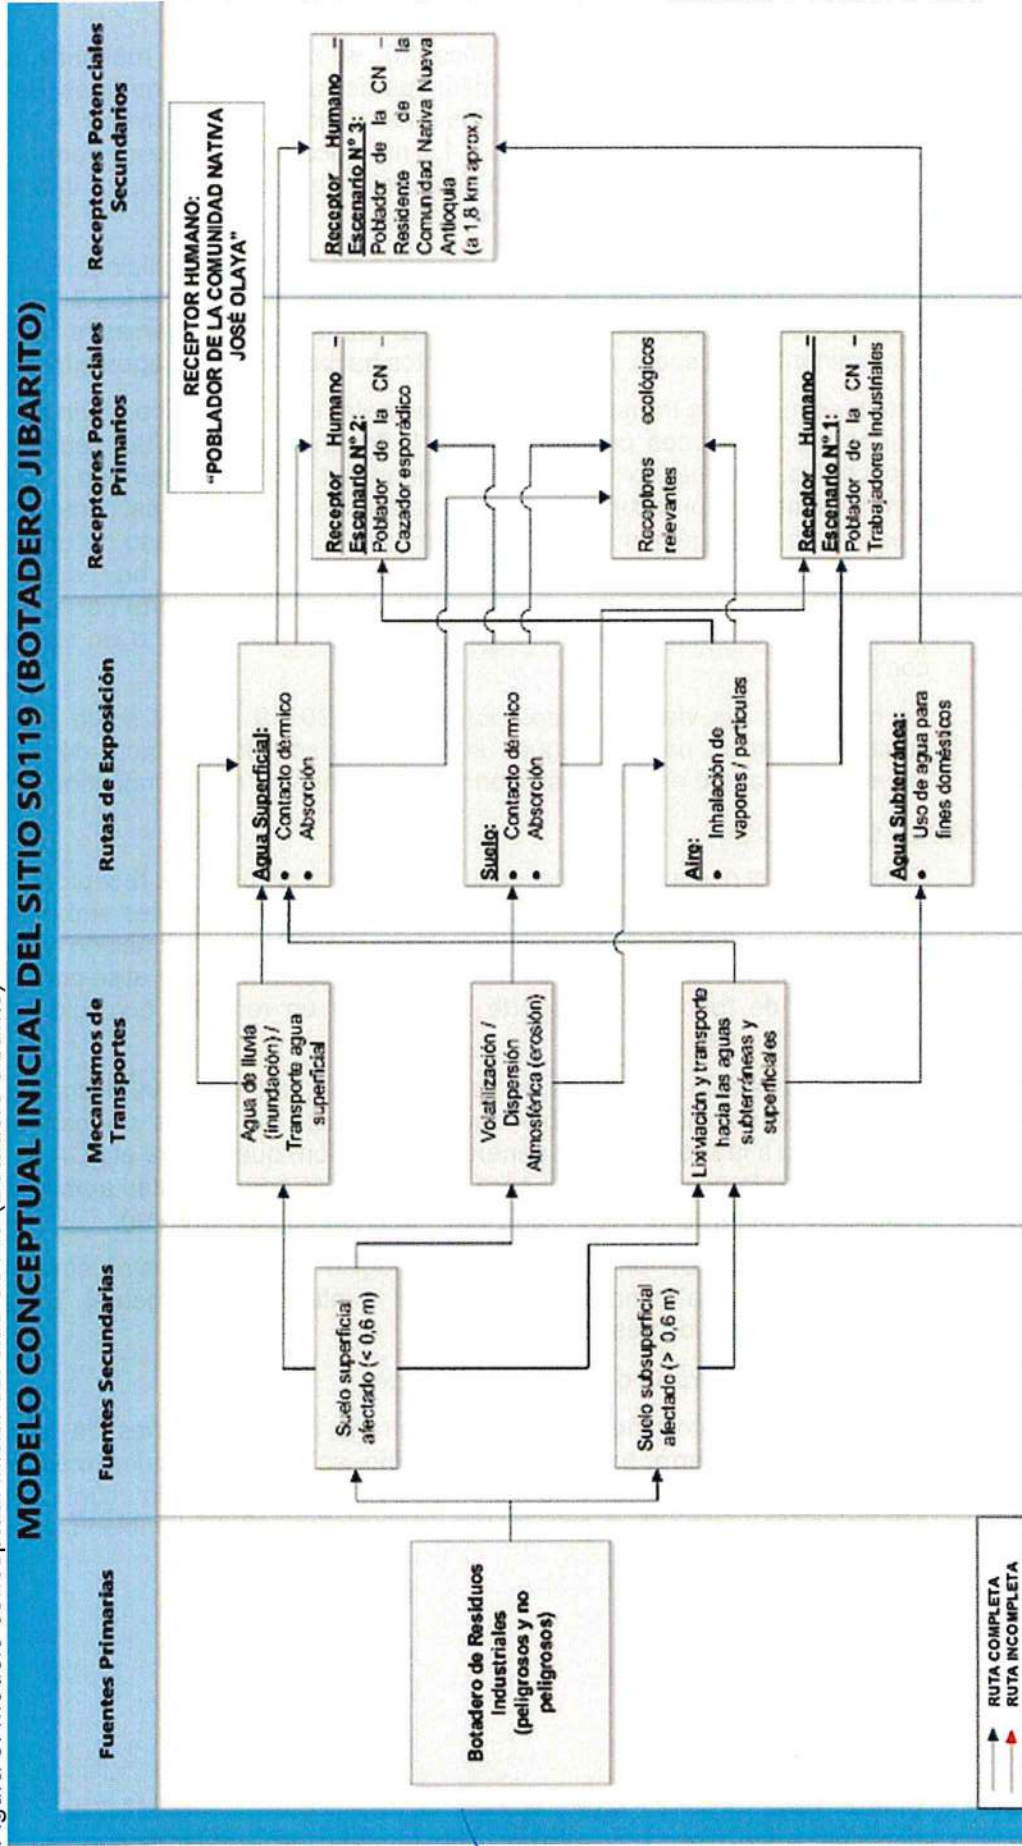 MODELO CONCEPTUAL INICIAL DEL SITIO S0119 (BOTADERO JIBARITO)
Fuentes Primarias
Fuentes Secundarias
Mecanismos de
Transportes
Rutas de Exposición
Receptores Potenciales
Primarios
Receptores Potenciales
Secundarios
Botadero de Residuos
Industriales
(peligrosos y no
peligrosos)
Suelo superficial
afectado (< 0,6 m)
Suelo subsuperficial
afectado (> 0,6 m)
Agua de lluvia
(inundación) /
Transporte agua
superficial
Volatilización /
Dispersión
Atmosférica (erosión)
Lixiviación y transporte
hacia las aguas
subterráneas y
superficiales
Agua Superficial:
• Contacto dérmico
• Absorción
Suelo:
• Contacto dérmico
• Absorción
Aire:
• Inhalación de
vapores / partículas
Agua Subterránea:
• Uso de agua para
fines domésticos
RECEPTOR HUMANO:
"POBLADOR DE LA COMUNIDAD NATIVA
JOSÉ OLAYA"
Receptor Humano –
Escenario N° 2:
Poblador de la CN –
Cazador esporádico
Receptores ecológicos
relevantes
Receptor Humano –
Escenario N° 1:
Poblador de la CN –
Trabajadores Industriales
Receptor Humano –
Escenario N° 3:
Poblador de la CN –
Residente de la
Comunidad Nativa Nueva
Antioquia
(a 1,8 km aprox.)
RUTA COMPLETA
RUTA INCOMPLETA